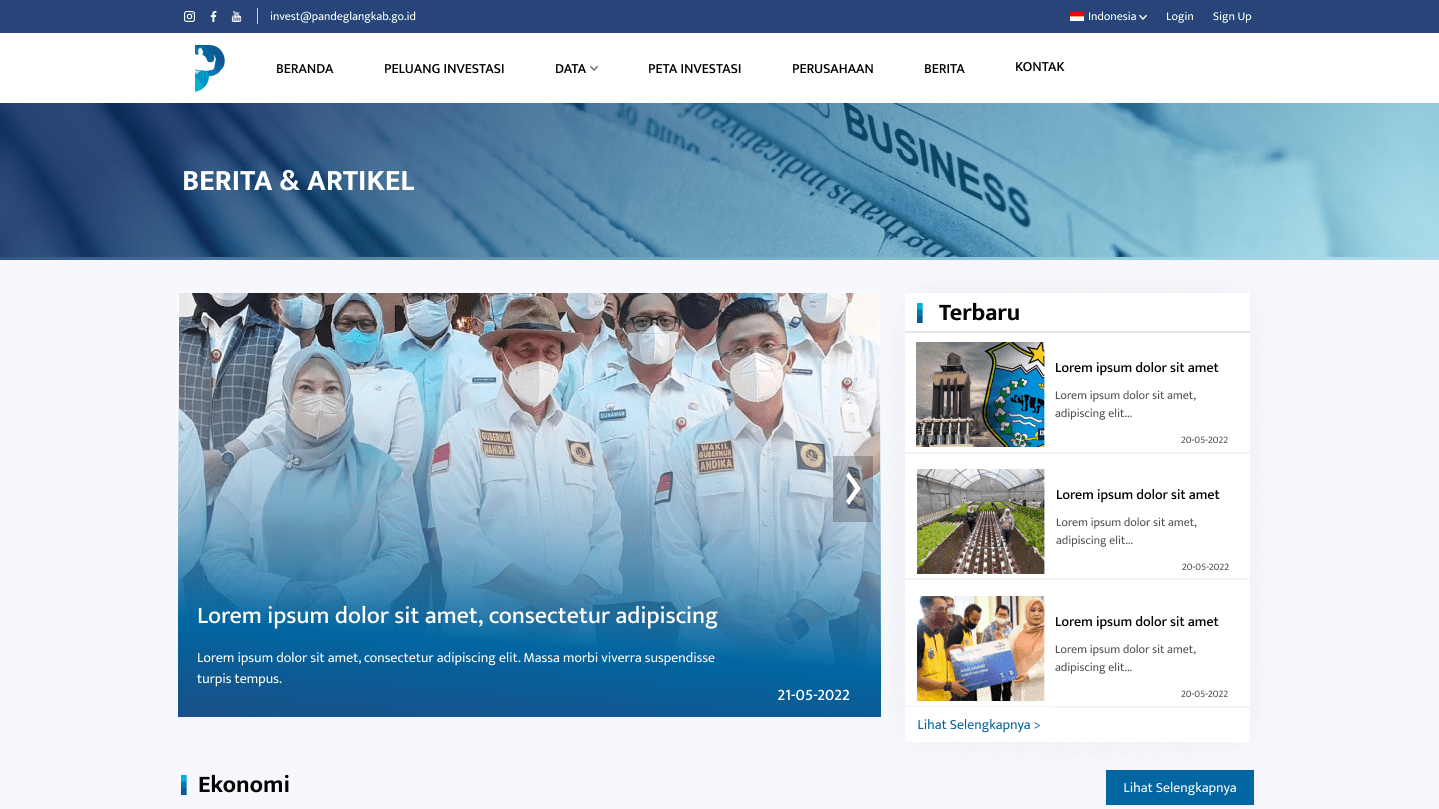 invest@pandeglangkab.go.id
Indonesia
Login
Sign Up
BERANDA
PELUANG INVESTASI
DATA
PETA INVESTASI
PERUSAHAAN
BERITA
KONTAK
BUSINESS
BERITA & ARTIKEL
GUNAWAN
GUBERNUR
WAHIDIN.H
WAKIL
GUBERNUR
ANDIKA
Lorem ipsum dolor sit amet, consectetur adipiscing
Lorem ipsum dolor sit amet, consectetur adipiscing elit. Massa morbi viverra suspendisse
turpis tempus.
21-05-2022
Terbaru
Lorem ipsum dolor sit amet
Lorem ipsum dolor sit amet,
adipiscing elit...
20-05-2022
Lorem ipsum dolor sit amet
Lorem ipsum dolor sit amet,
adipiscing elit...
20-05-2022
Lorem ipsum dolor sit amet
Lorem ipsum dolor sit amet,
adipiscing elit...
20-05-2022
Lihat Selengkapnya >
Ekonomi
Lihat Selengkapnya